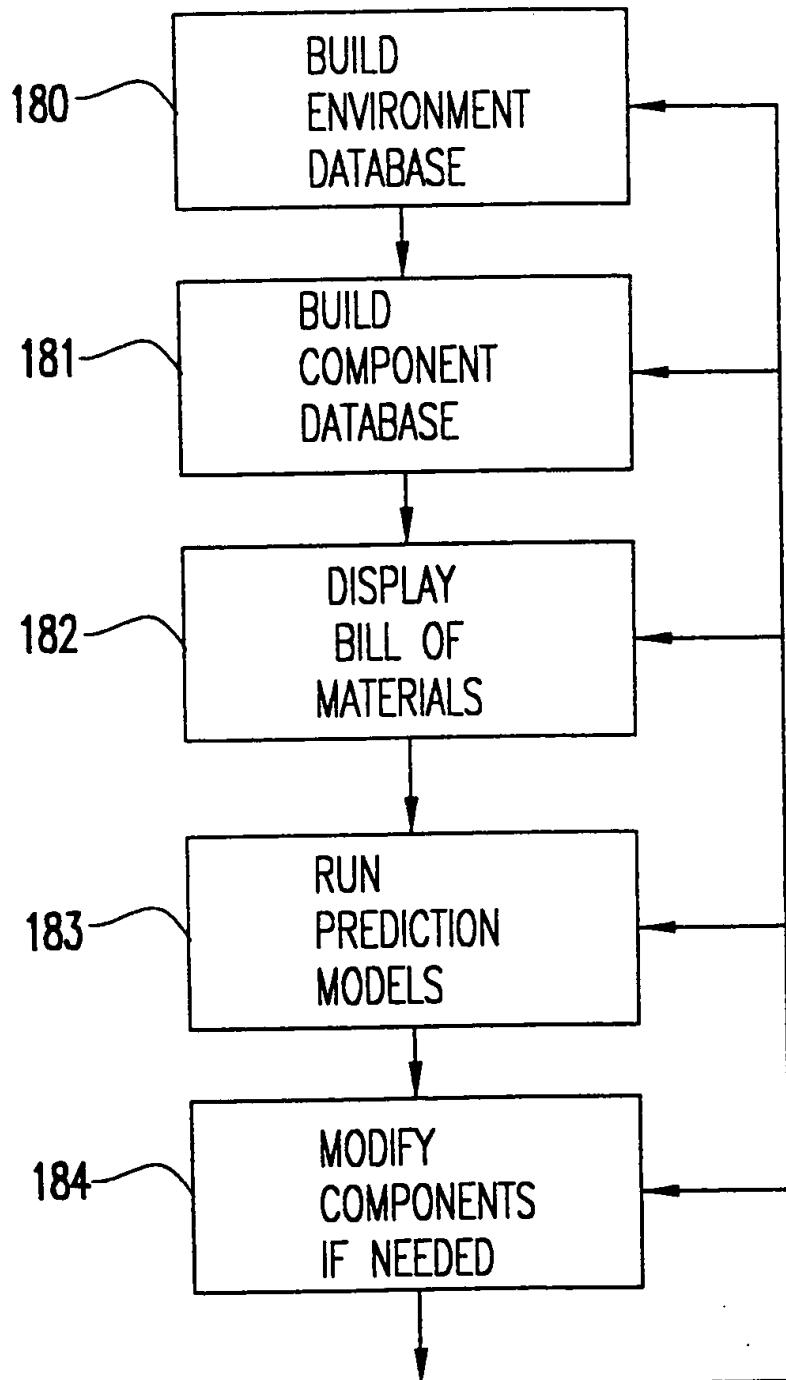 180
BUILD
ENVIRONMENT
DATABASE
181
BUILD
COMPONENT
DATABASE
182
DISPLAY
BILL OF
MATERIALS
183
RUN
PREDICTION
MODELS
184
MODIFY
COMPONENTS
IF NEEDED